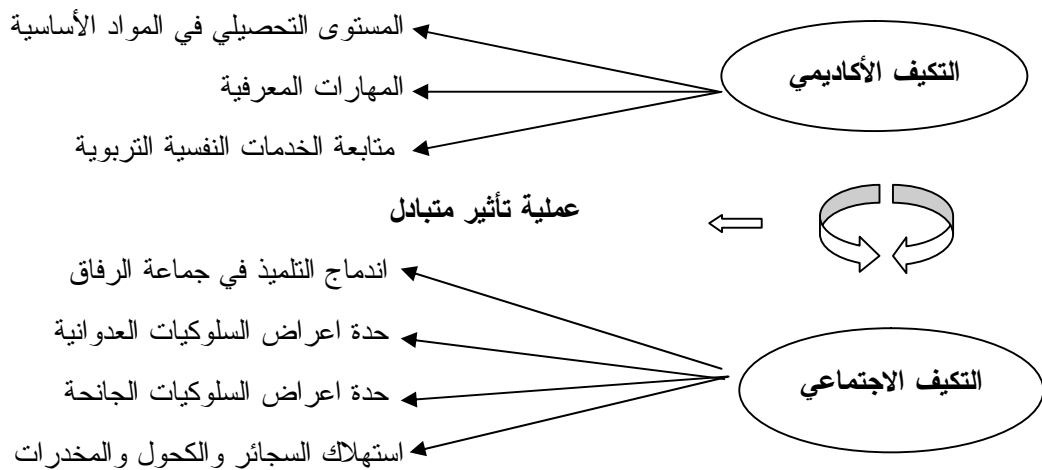 المستوى التحصيلي في المواد الأساسية
التكيف الأكاديمي
المهارات المعرفية
متابعة الخدمات النفسية التربوية
عملية تأثير متبادل
اندماج التلميذ في جماعة الرفاق
حدة اعراض السلوكيات العدوانية
التكيف الاجتماعي
حدة اعراض السلوكيات الجانحة
استهلاك السجائر والكحول والمخدرات